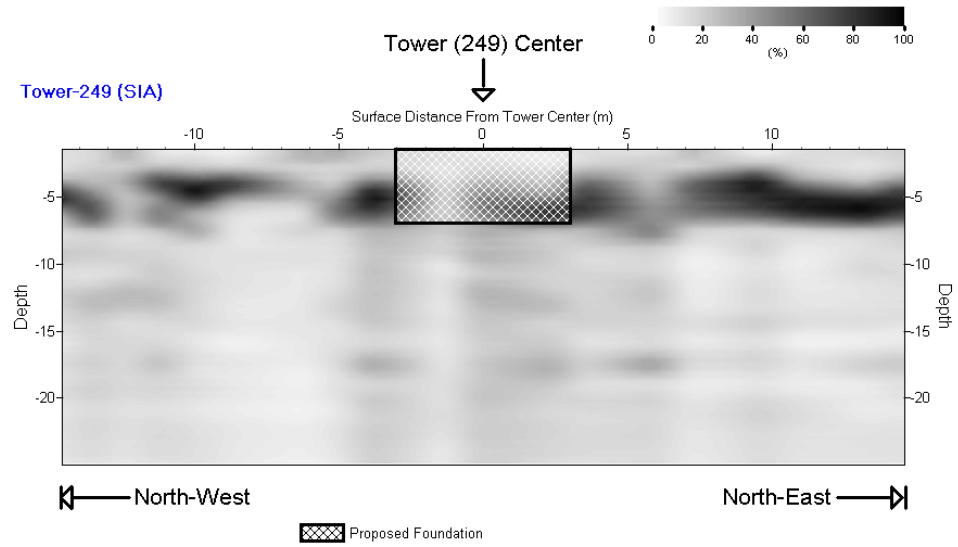 0 20 40 60 80 100
(%)
Tower (249) Center
Tower-249 (SIA)
Surface Distance From Tower Center (m)
-10 -5 0 5 10
-5 -5
-10 -10
Depth Depth
-15 -15
-20 -20
North-West North-East
Proposed Foundation